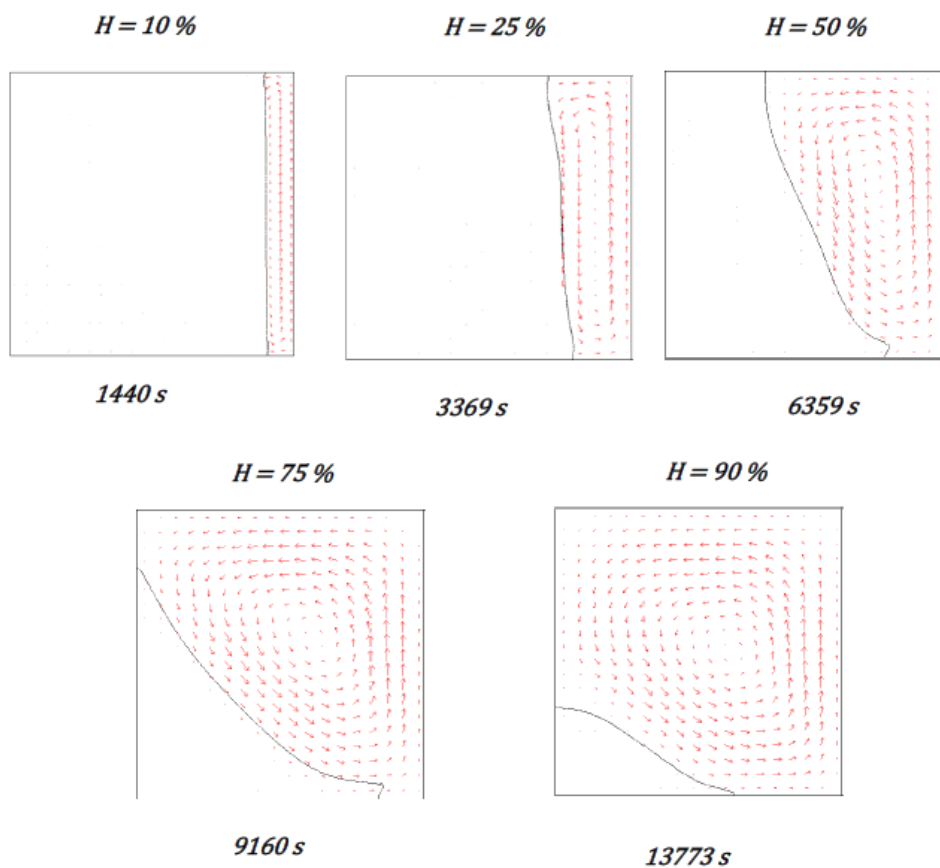 H = 10 %
H = 25 %
H = 50 %
1440 s
3369 s
6359 s
H = 75 %
H = 90 %
9160 s
13773 s